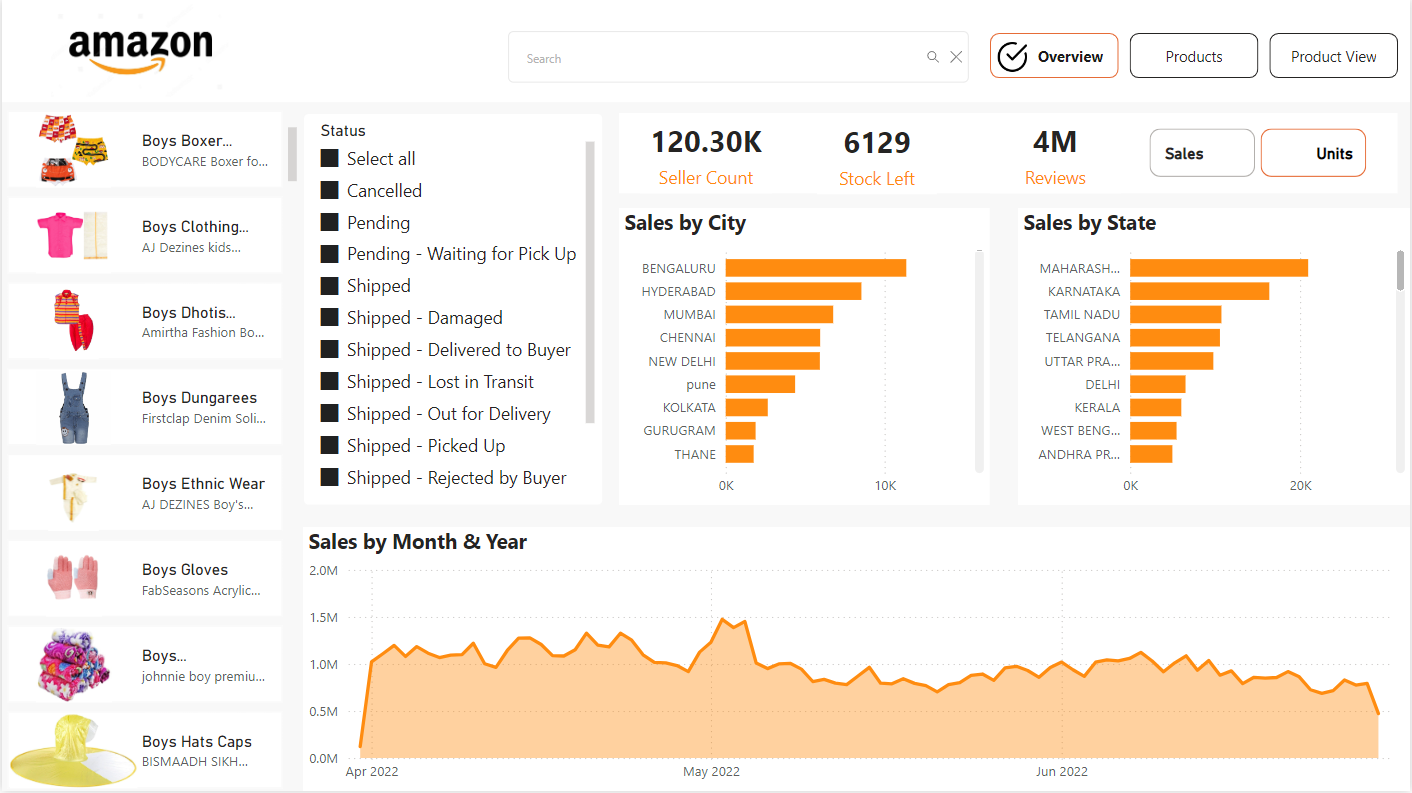 amazon
Search
Overview
Products
Product View
Boys Boxer...
BODYCARE Boxer fo...
Boys Clothing...
AJ Dezines kids...
Boys Dhotis...
Amirtha Fashion Bo...
Boys Dungarees
Firstclap Denim Soli...
Boys Ethnic Wear
AJ DEZINES Boy's...
Boys Gloves
FabSeasons Acrylic...
Boys...
johnnie boy premiu...
Boys Hats Caps
BISMAADH SIKH...
Status
Select all
Cancelled
Pending
Pending - Waiting for Pick Up
Shipped
Shipped - Damaged
Shipped - Delivered to Buyer
Shipped - Lost in Transit
Shipped - Out for Delivery
Shipped - Picked Up
Shipped - Rejected by Buyer
120.30K
Seller Count
6129
Stock Left
4M
Reviews
Sales
Units
Sales by City
BENGALURU
HYDERABAD
MUMBAI
CHENNAI
NEW DELHI
pune
KOLKATA
GURUGRAM
THANE
0K
10K
Sales by State
MAHARASH...
KARNATAKA
TAMIL NADU
TELANGANA
UTTAR PRA...
DELHI
KERALA
WEST BENG...
ANDHRA PR...
0K
20K
Sales by Month & Year
2.0M
1.5M
1.0M
0.5M
0.0M
Apr 2022
May 2022
Jun 2022